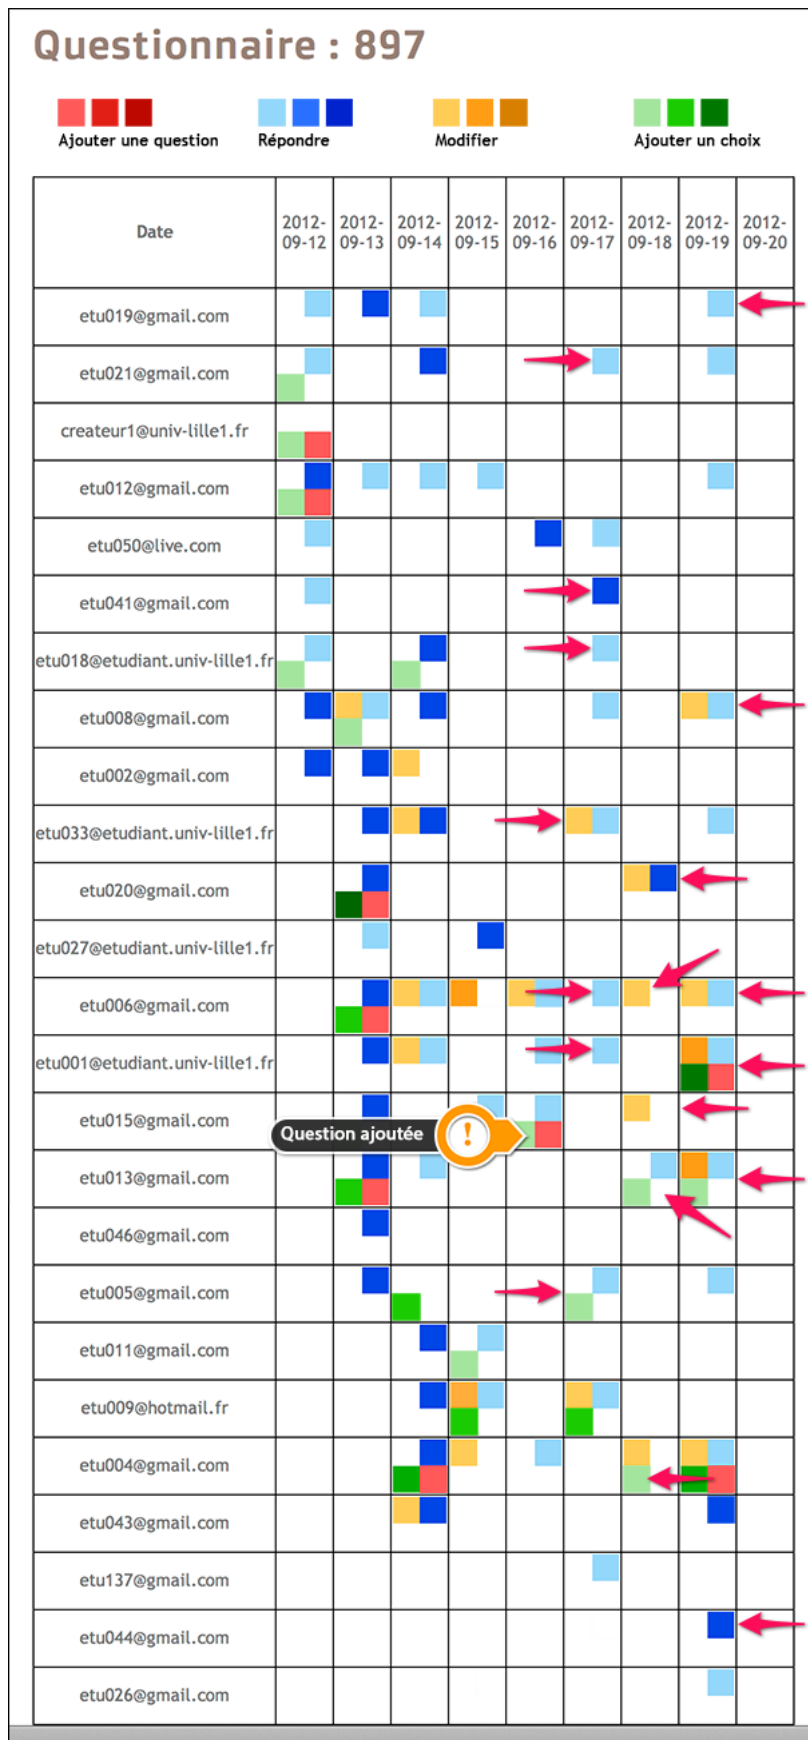 Questionnaire : 897
Ajouter une question Répondre Modifier Ajouter un choix
Date 2012-09-12 2012-09-13 2012-09-14 2012-09-15 2012-09-16 2012-09-17 2012-09-18 2012-09-19 2012-09-20
etu019@gmail.com
etu021@gmail.com
createur1@univ-lille1.fr
etu012@gmail.com
etu050@live.com
etu041@gmail.com
etu018@etudiant.univ-lille1.fr
etu008@gmail.com
etu002@gmail.com
etu033@etudiant.univ-lille1.fr
etu020@gmail.com
etu027@etudiant.univ-lille1.fr
etu006@gmail.com
etu001@etudiant.univ-lille1.fr
etu015@gmail.com
Question ajoutée !
etu013@gmail.com
etu046@gmail.com
etu005@gmail.com
etu011@gmail.com
etu009@hotmail.fr
etu004@gmail.com
etu043@gmail.com
etu137@gmail.com
etu044@gmail.com
etu026@gmail.com